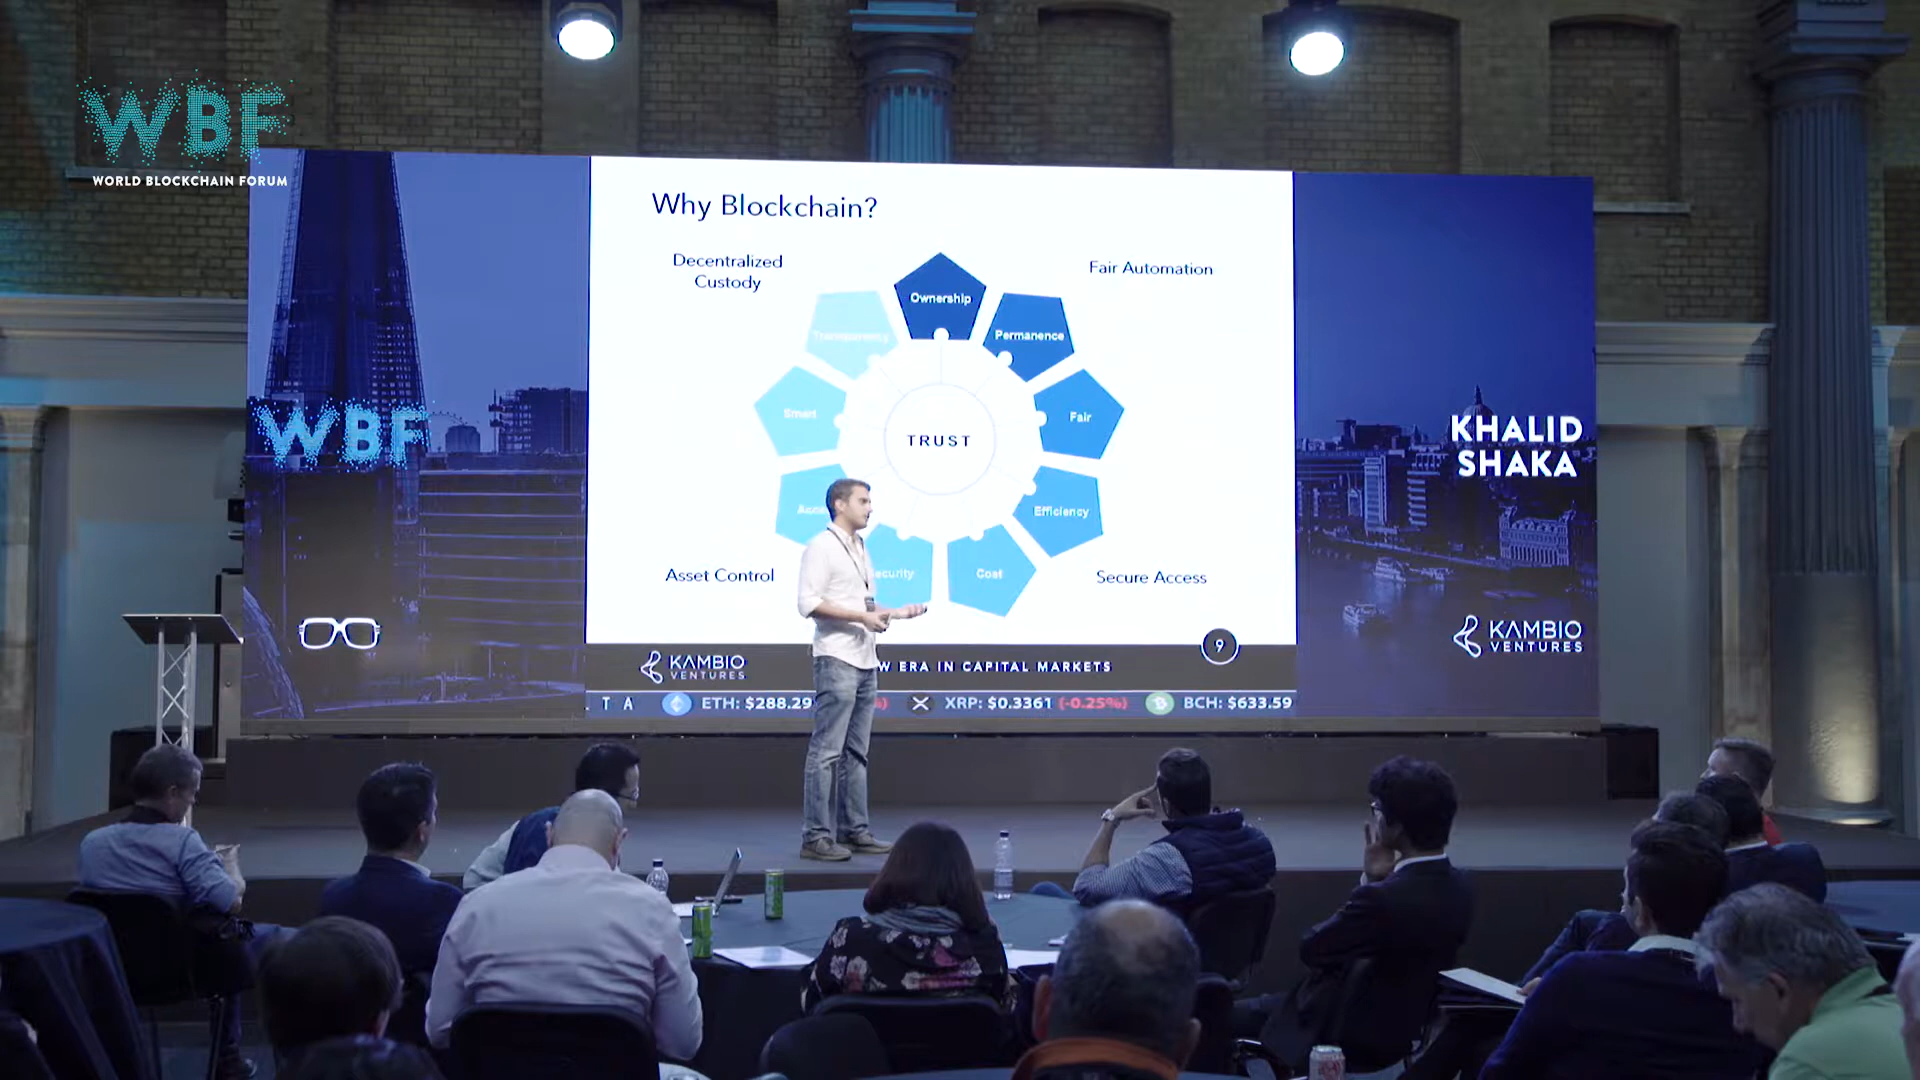 WBF
WORLD BLOCKCHAIN FORUM
Why Blockchain?
Decentralized
Custody
Fair Automation
Ownership
Transparency
Permanence
Smart
Fair
TRUST
Efficiency
Cost
Asset Control
Secure Access
WBF
KHALID
SHAKA
KAMBIO
VENTURES
9
KAMBIO
VENTURES
ERA IN CAPITAL MARKETS
ETH: $288.29
XRP: $0.3361 (-0.25%)
BCH: $633.59